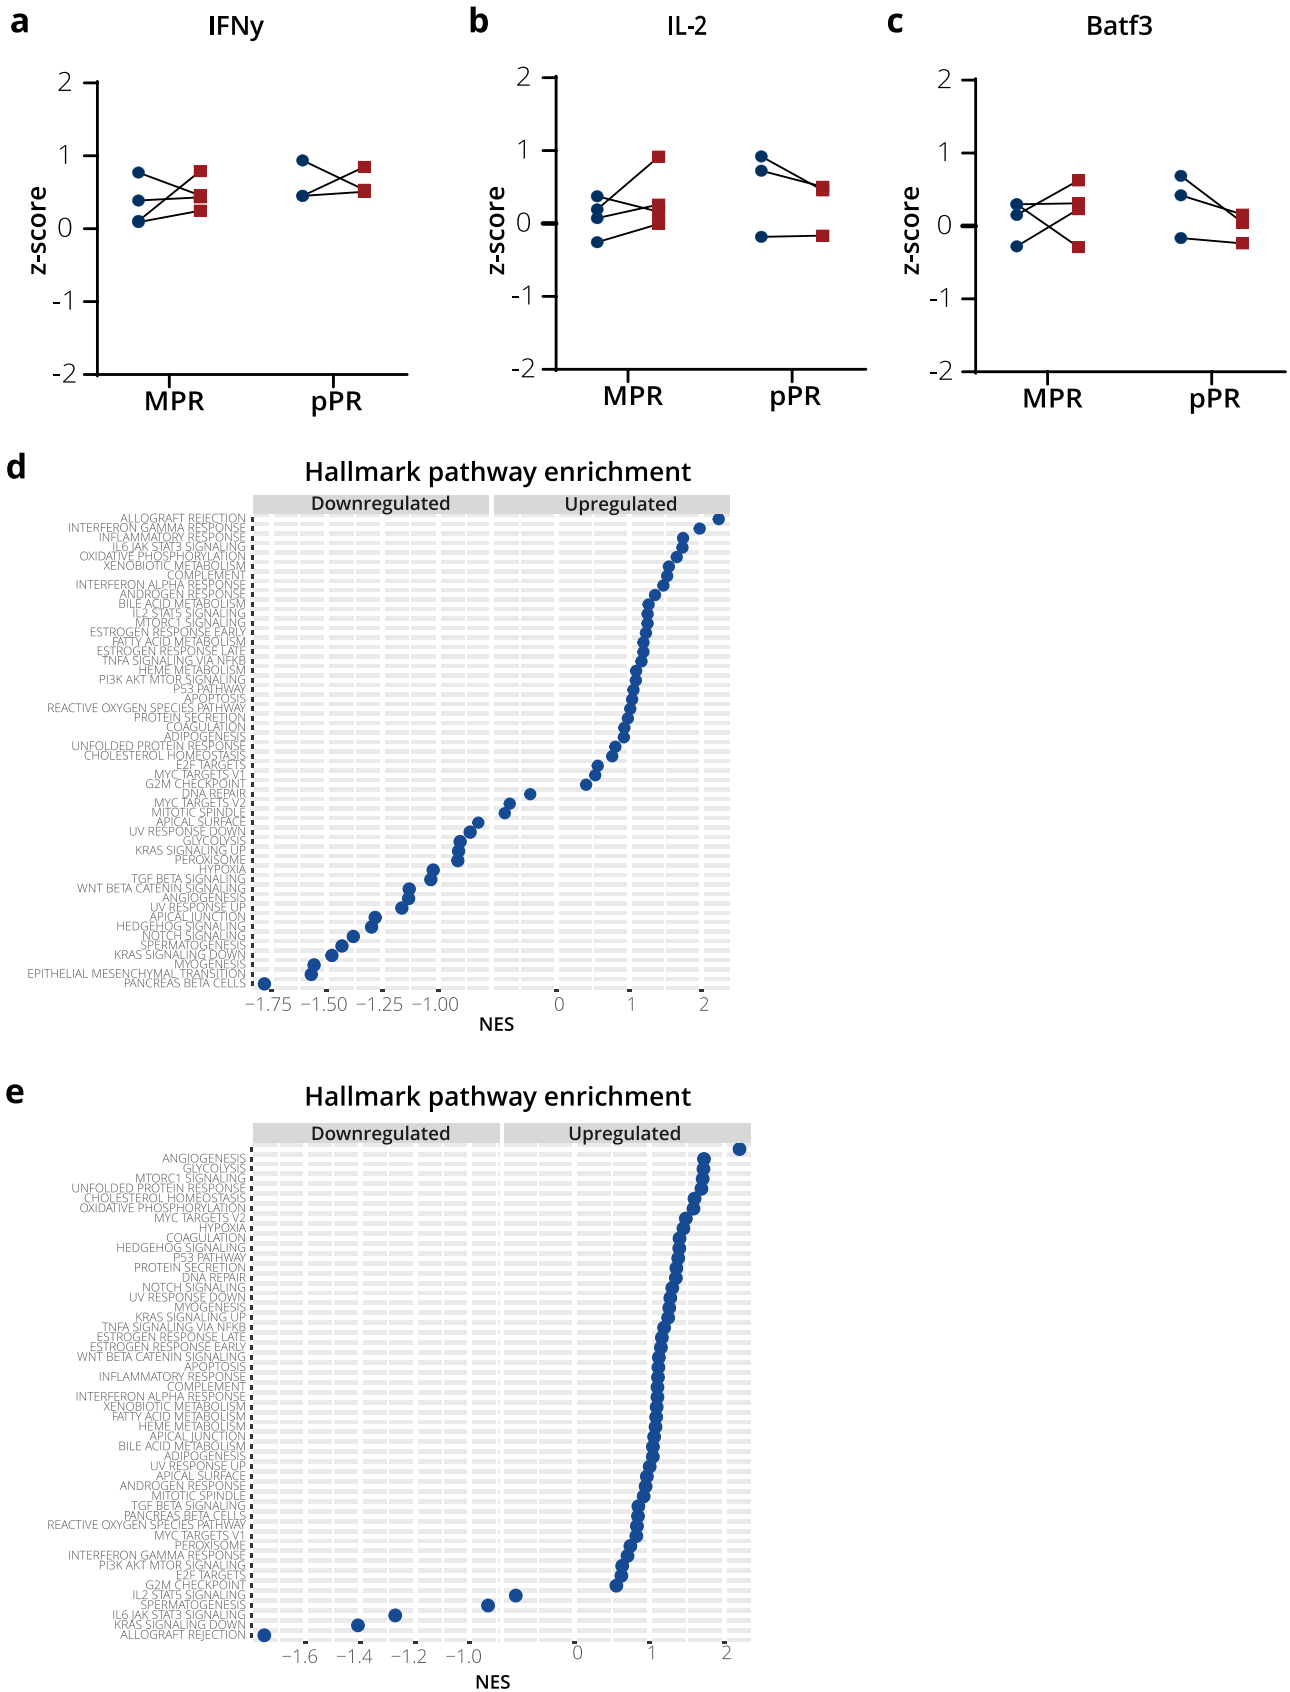 a
IFNy
b
IL-2
c
Batf3
2
1
0
-1
-2
z-score
MPR
pPR
2
1
0
-1
-2
z-score
MPR
pPR
2
1
0
-1
-2
z-score
MPR
pPR
d
Hallmark pathway enrichment
Downregulated
Upregulated
ALLOGRAFT REJECTION
INTERFERON GAMMA RESPONSE
INFLAMMATORY RESPONSE
IL6 JAK STAT3 SIGNALING
OXIDATIVE PHOSPHORYLATION
XENOBIOTIC METABOLISM
COMPLEMENT
INTERFERON ALPHA RESPONSE
ANDROGEN RESPONSE
BILE ACID METABOLISM
IL2 STAT5 SIGNALING
MTORC1 SIGNALING
ESTROGEN RESPONSE EARLY
FATTY ACID METABOLISM
ESTROGEN RESPONSE LATE
TNFA SIGNALING VIA NFKB
HEME METABOLISM
PI3K AKT MTOR SIGNALING
P53 PATHWAY
APOPTOSIS
REACTIVE OXYGEN SPECIES PATHWAY
PROTEIN SECRETION
COAGULATION
ADIPOGENESIS
UNFOLDED PROTEIN RESPONSE
CHOLESTEROL HOMEOSTASIS
E2F TARGETS
MYC TARGETS V1
G2M CHECKPOINT
DNA REPAIR
MYC TARGETS V2
MITOTIC SPINDLE
APICAL SURFACE
UV RESPONSE DOWN
GLYCOLYSIS
KRAS SIGNALING UP
PEROXISOME
HYPOXIA
TGF BETA SIGNALING
WNT BETA CATENIN SIGNALING
ANGIOGENESIS
UV RESPONSE UP
APICAL JUNCTION
HEDGEHOG SIGNALING
NOTCH SIGNALING
SPERMATOGENESIS
KRAS SIGNALING DOWN
MYOGENESIS
EPITHELIAL MESENCHYMAL TRANSITION
PANCREAS BETA CELLS
−1.75 −1.50 −1.25 −1.00 0 1 2
NES
e
Hallmark pathway enrichment
Downregulated
Upregulated
ANGIOGENESIS
GLYCOLYSIS
MTORC1 SIGNALING
UNFOLDED PROTEIN RESPONSE
CHOLESTEROL HOMEOSTASIS
OXIDATIVE PHOSPHORYLATION
MYC TARGETS V2
HYPOXIA
COAGULATION
HEDGEHOG SIGNALING
P53 PATHWAY
PROTEIN SECRETION
DNA REPAIR
NOTCH SIGNALING
UV RESPONSE DOWN
MYOGENESIS
KRAS SIGNALING UP
TNFA SIGNALING VIA NFKB
ESTROGEN RESPONSE LATE
ESTROGEN RESPONSE EARLY
WNT BETA CATENIN SIGNALING
APOPTOSIS
INFLAMMATORY RESPONSE
COMPLEMENT
INTERFERON ALPHA RESPONSE
XENOBIOTIC METABOLISM
FATTY ACID METABOLISM
HEME METABOLISM
APICAL JUNCTION
BILE ACID METABOLISM
ADIPOGENESIS
UV RESPONSE UP
APICAL SURFACE
ANDROGEN RESPONSE
MITOTIC SPINDLE
TGF BETA SIGNALING
PANCREAS BETA CELLS
REACTIVE OXYGEN SPECIES PATHWAY
MYC TARGETS V1
PEROXISOME
INTERFERON GAMMA RESPONSE
PI3K AKT MTOR SIGNALING
E2F TARGETS
G2M CHECKPOINT
IL2 STAT5 SIGNALING
SPERMATOGENESIS
IL6 JAK STAT3 SIGNALING
KRAS SIGNALING DOWN
ALLOGRAFT REJECTION
−1.6 −1.4 −1.2 −1.0 0 1 2
NES